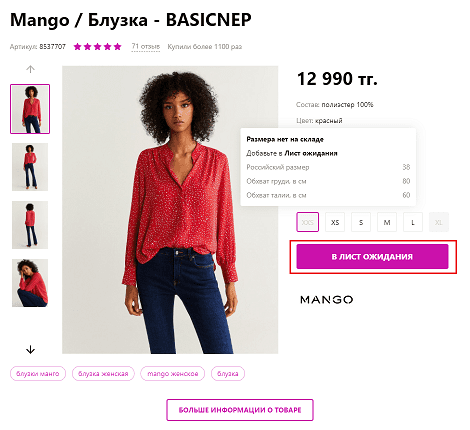 Mango / Блузка - BASICNEP
Артикул: 8537707 71 отзыв Купили более 1100 раз
12 990 тг.
Состав: полиэстер 100%
Цвет: красный
Размера нет на складе
Добавьте в Лист ожидания
Российский размер 38
Обхват груди, в см 80
Обхват талии, в см 60
XXS XS S M L XL
В ЛИСТ ОЖИДАНИЯ
MANGO
блузки манго блузка женская mango женское блузка
БОЛЬШЕ ИНФОРМАЦИИ О ТОВАРЕ